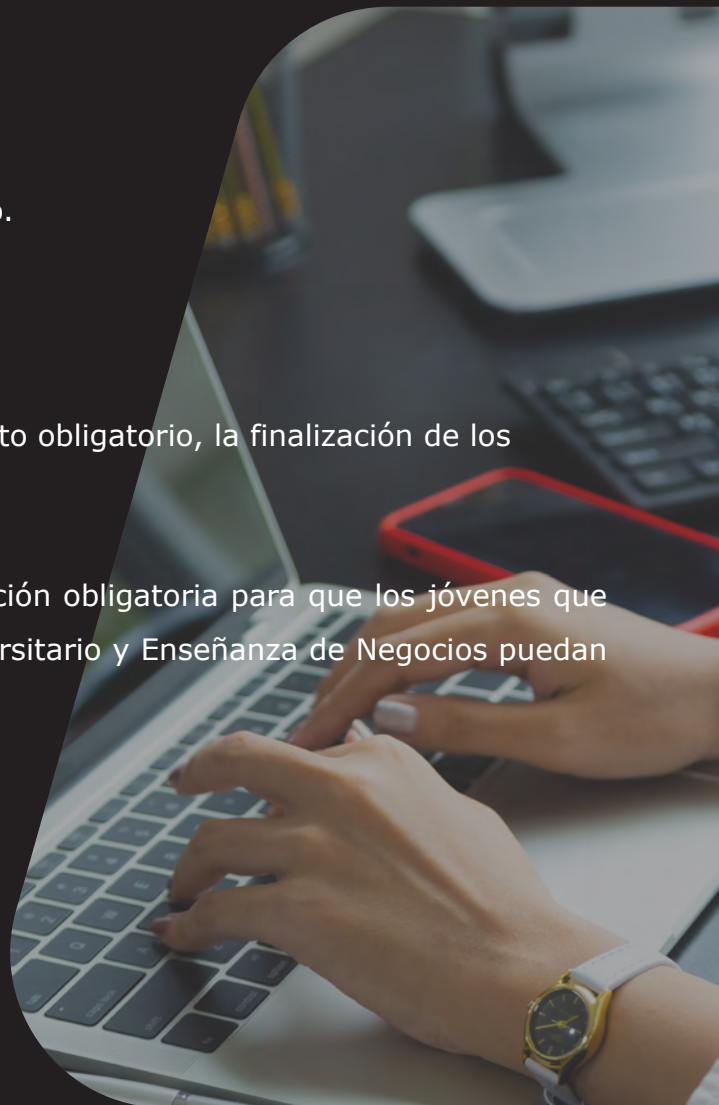 o.
to obligatorio, la finalización de los
ción obligatoria para que los jóvenes que
rsitario y Enseñanza de Negocios puedan